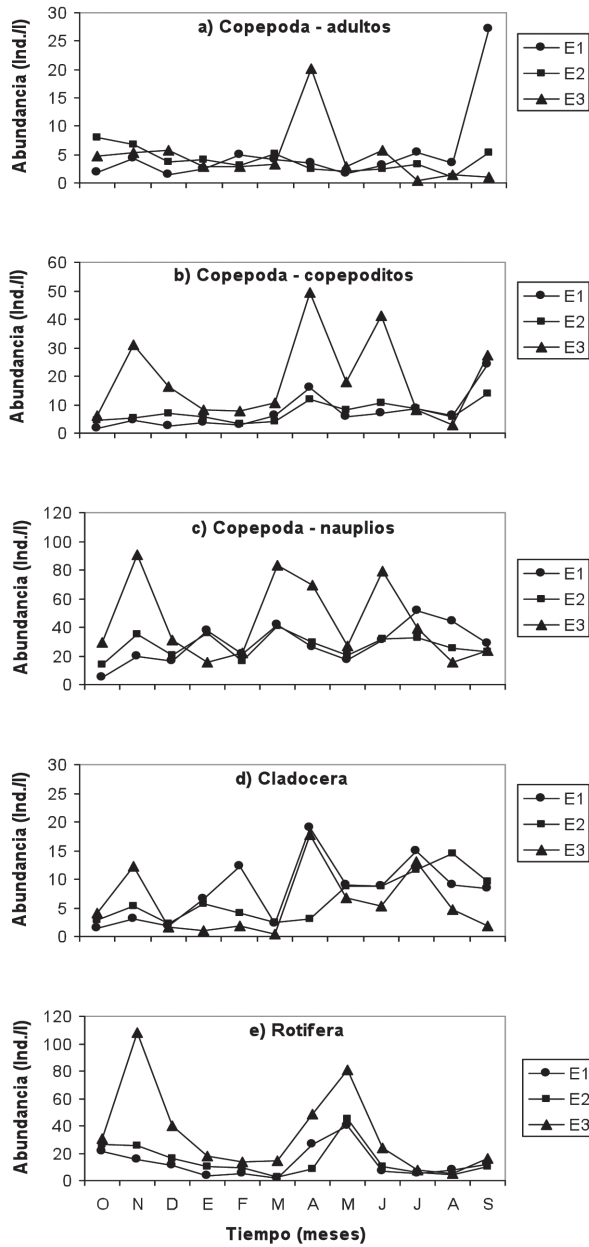 a) Copepoda - adultos
Abundancia (Ind./l)
30
25
20
15
10
5
0
E1
E2
E3
b) Copepoda - copepoditos
Abundancia (Ind./l)
60
50
40
30
20
10
0
E1
E2
E3
c) Copepoda - nauplios
Abundancia (Ind./l)
120
100
80
60
40
20
0
E1
E2
E3
d) Cladocera
Abundancia (Ind./l)
30
25
20
15
10
5
0
E1
E2
E3
e) Rotifera
Abundancia (Ind./l)
120
100
80
60
40
20
0
E1
E2
E3
O N D E F M A M J J A S
Tiempo (meses)